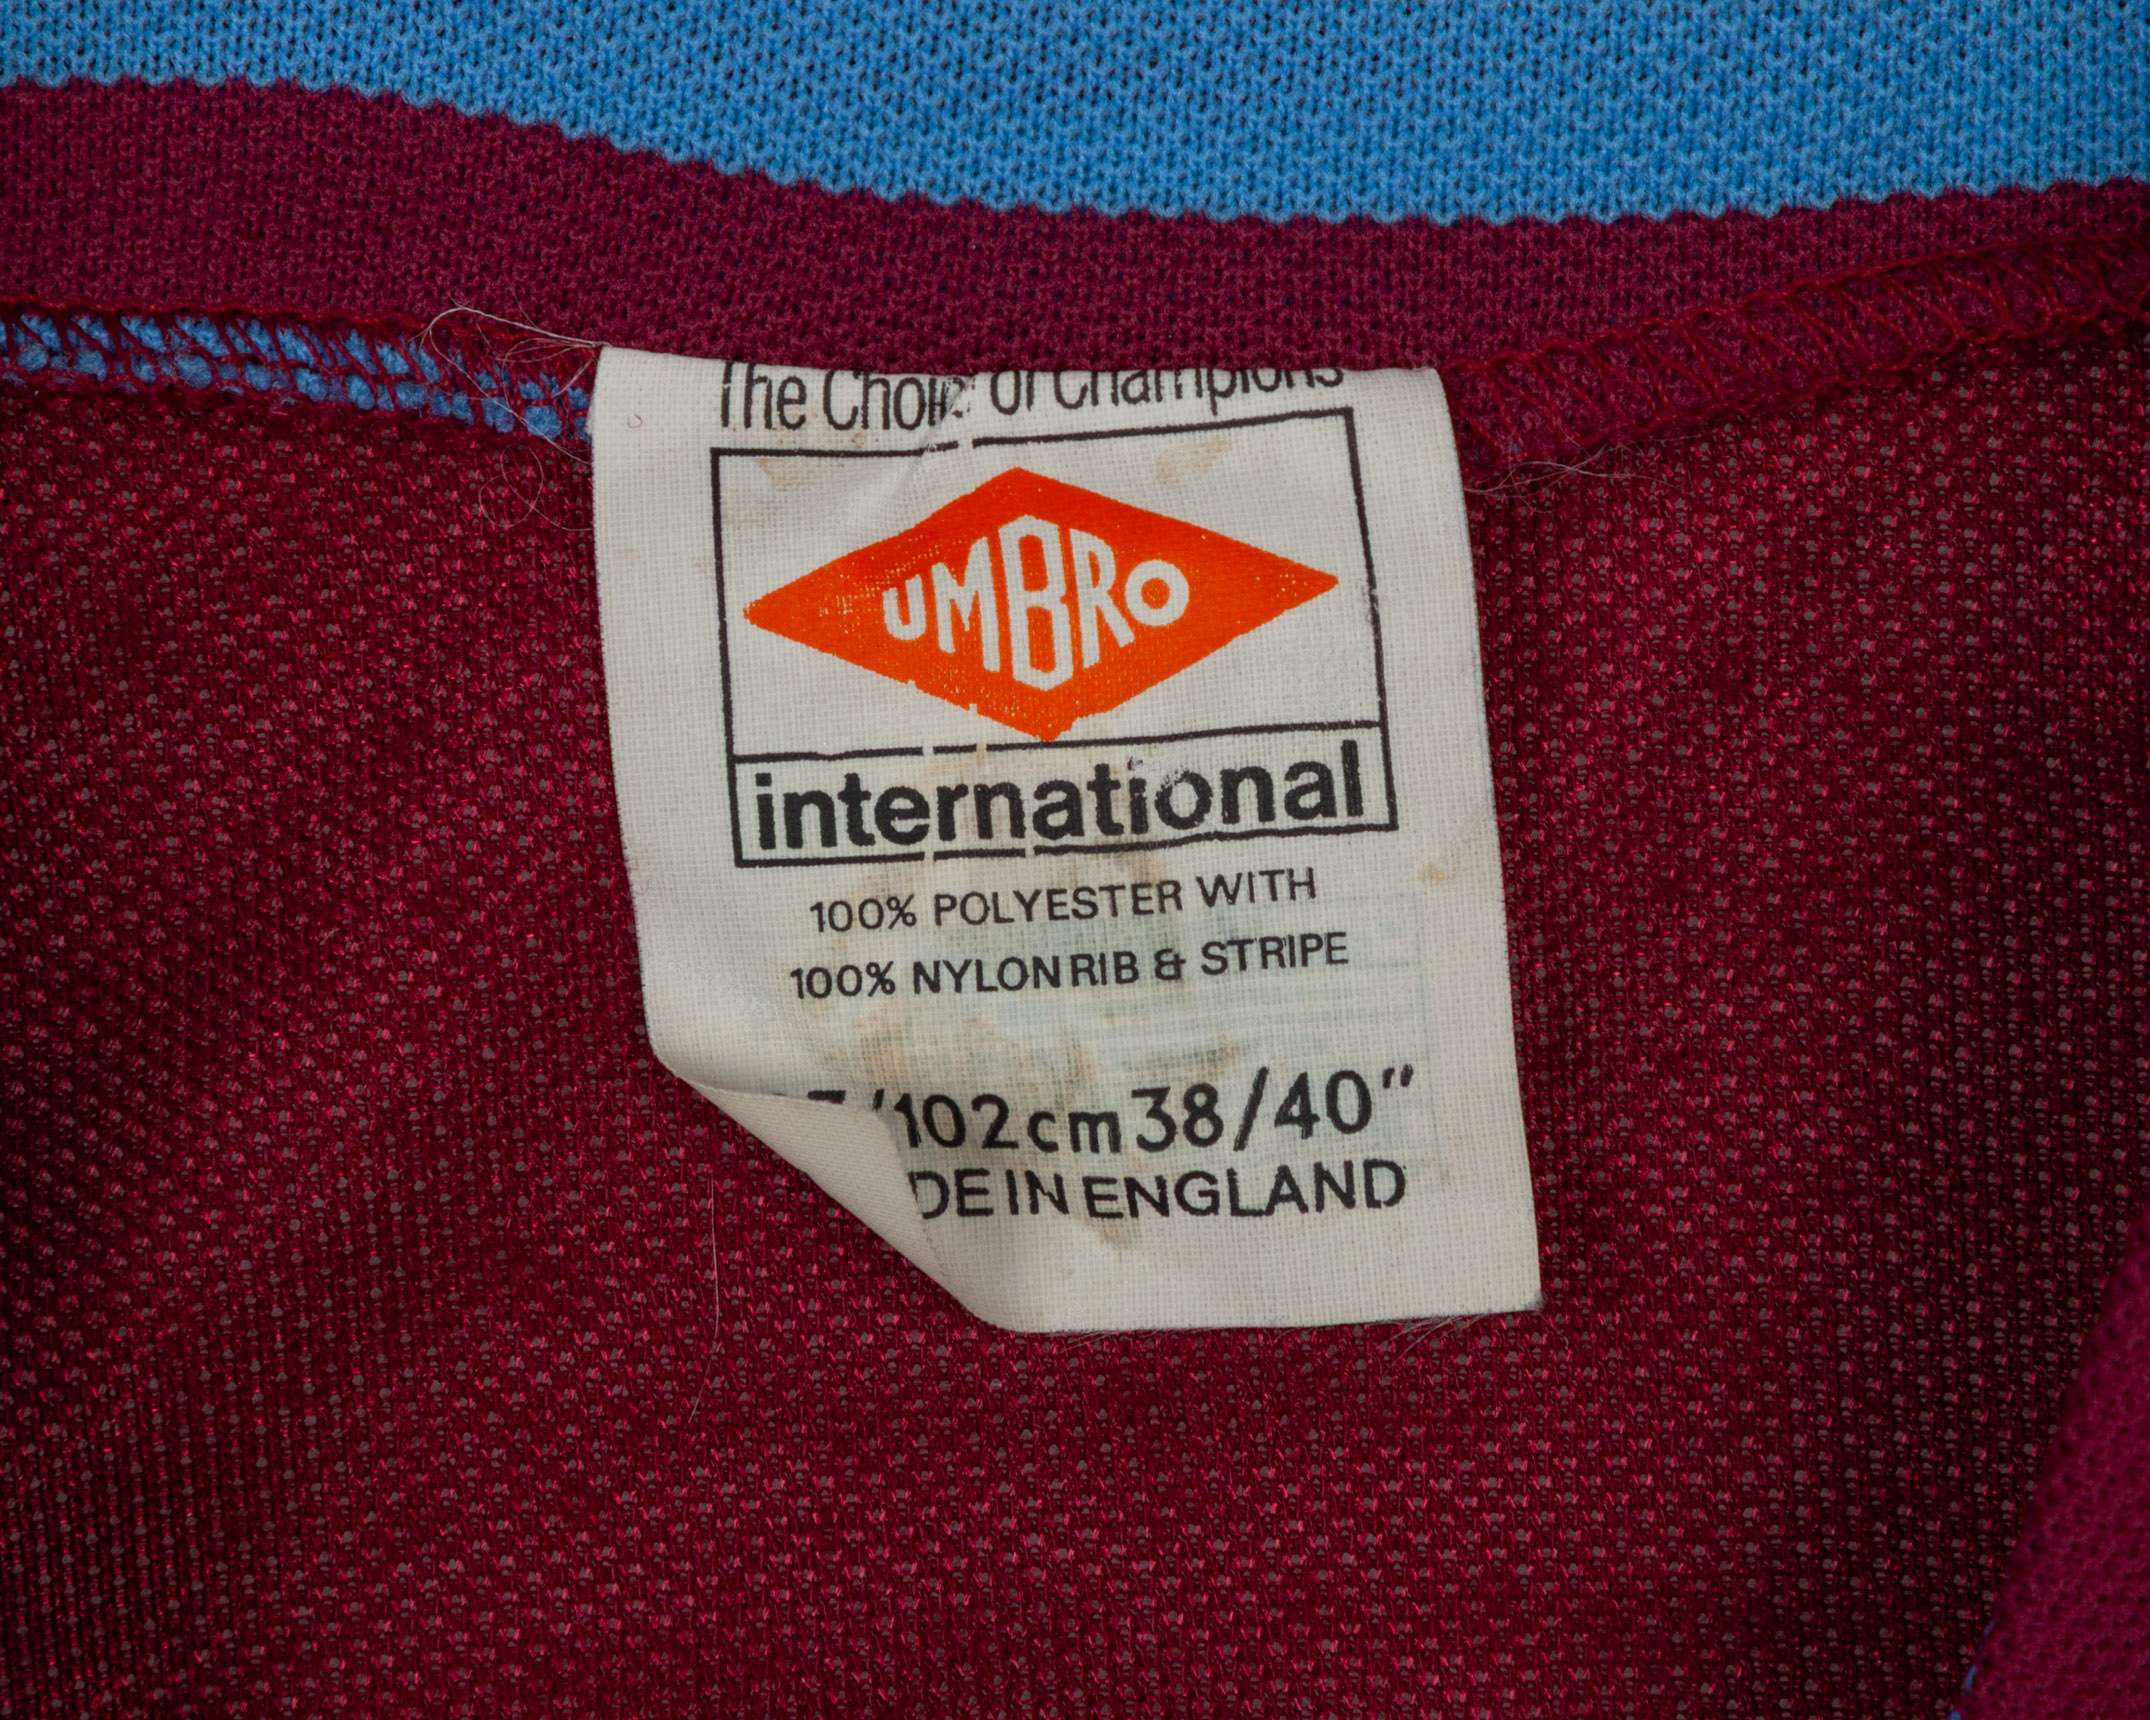 The Choice of Champions
UMBRO
international
100% POLYESTER WITH
100% NYLON RIB & STRIPE
7/102cm 38/40"
DE IN ENGLAND